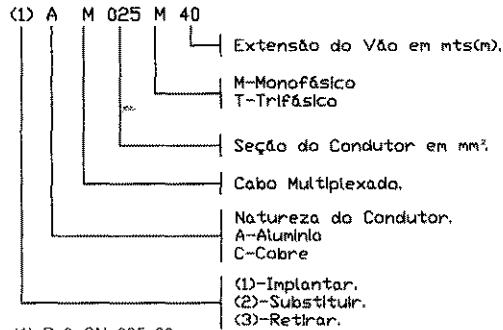 (1) A M 025 M 40
Extensão do Vão em mts(m).
M-Monofásico
T-Trifásico
Seção do Condutor em mm².
Cabo Multiplexado.
Natureza do Condutor.
A-Alumínio
C-Cobre
(1)-Implantar.
(2)-Substituir.
(3)-Retirar.